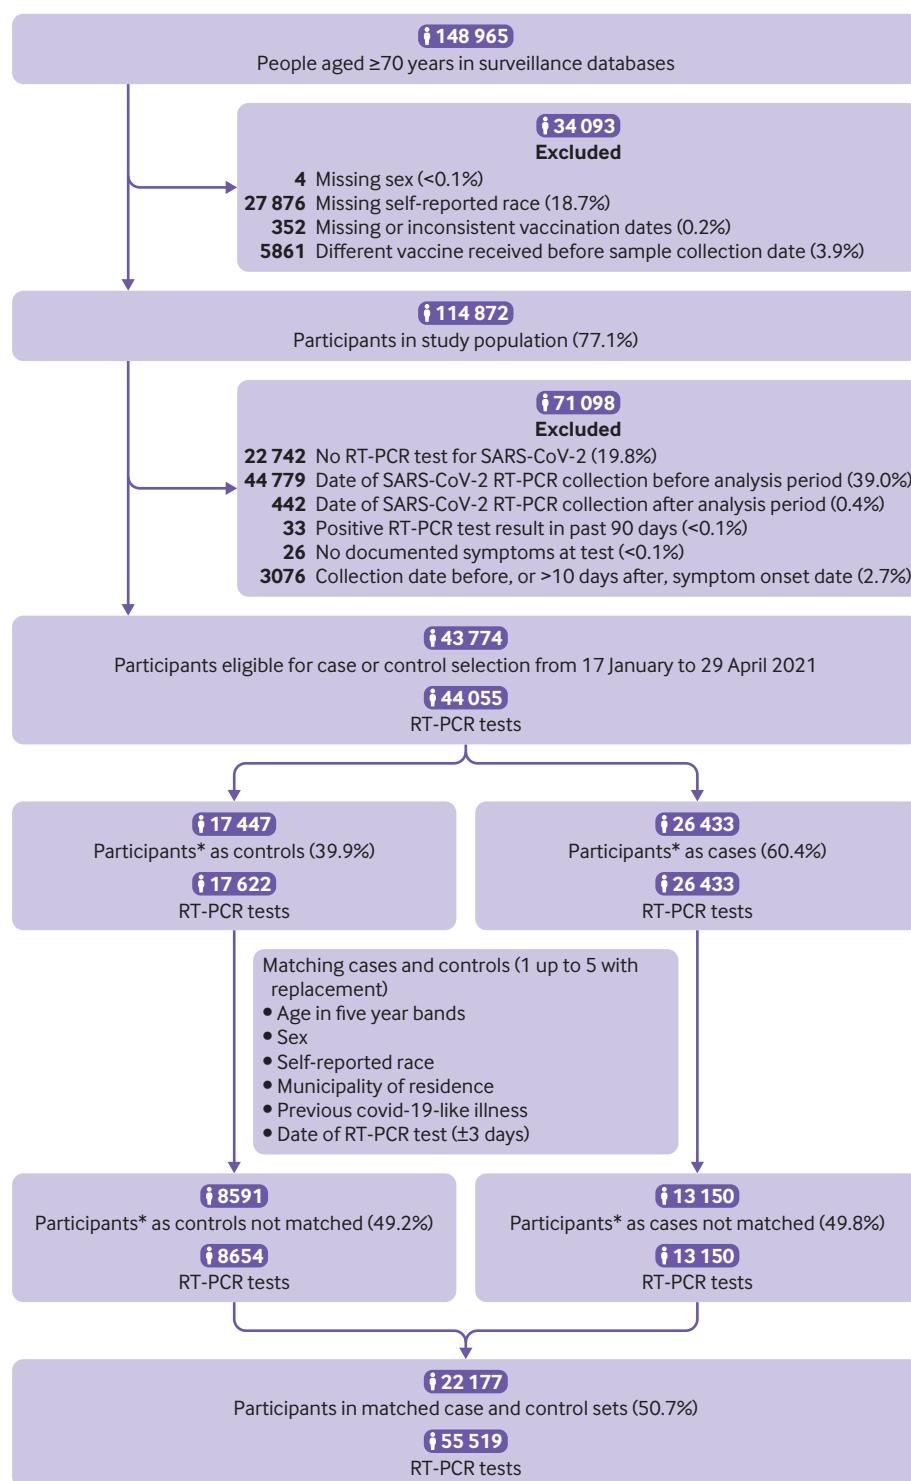 148 965
People aged ≥70 years in surveillance databases
34 093
Excluded
4 Missing sex (<0.1%)
27 876 Missing self-reported race (18.7%)
352 Missing or inconsistent vaccination dates (0.2%)
5861 Different vaccine received before sample collection date (3.9%)
114 872
Participants in study population (77.1%)
71 098
Excluded
22 742 No RT-PCR test for SARS-CoV-2 (19.8%)
44 779 Date of SARS-CoV-2 RT-PCR collection before analysis period (39.0%)
442 Date of SARS-CoV-2 RT-PCR collection after analysis period (0.4%)
33 Positive RT-PCR test result in past 90 days (<0.1%)
26 No documented symptoms at test (<0.1%)
3076 Collection date before, or >10 days after, symptom onset date (2.7%)
43 774
Participants eligible for case or control selection from 17 January to 29 April 2021
44 055
RT-PCR tests
17 447
Participants* as controls (39.9%)
17 622
RT-PCR tests
26 433
Participants* as cases (60.4%)
26 433
RT-PCR tests
Matching cases and controls (1 up to 5 with
replacement)
• Age in five year bands
• Sex
• Self-reported race
• Municipality of residence
• Previous covid-19-like illness
• Date of RT-PCR test (±3 days)
8591
Participants* as controls not matched (49.2%)
8654
RT-PCR tests
13 150
Participants* as cases not matched (49.8%)
13 150
RT-PCR tests
22 177
Participants in matched case and control sets (50.7%)
55 519
RT-PCR tests